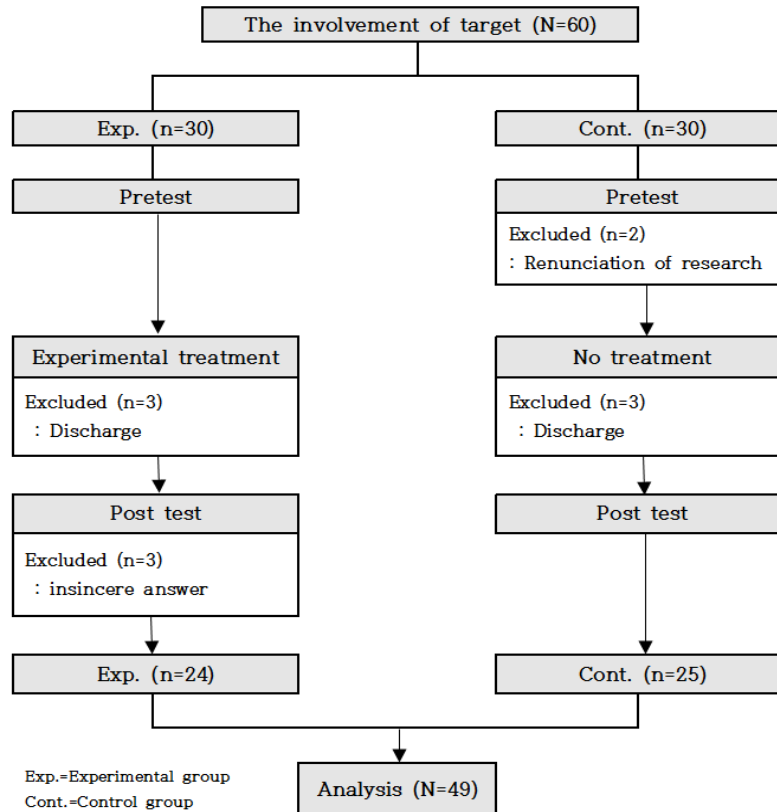 The involvement of target (N=60)
Exp. (n=30)
Cont. (n=30)
Pretest
Pretest
Excluded (n=2)
: Renunciation of research
Experimental treatment
Excluded (n=3)
: Discharge
No treatment
Excluded (n=3)
: Discharge
Post test
Excluded (n=3)
: insincere answer
Post test
Exp. (n=24)
Cont. (n=25)
Analysis (N=49)
Exp.=Experimental group
Cont.=Control group